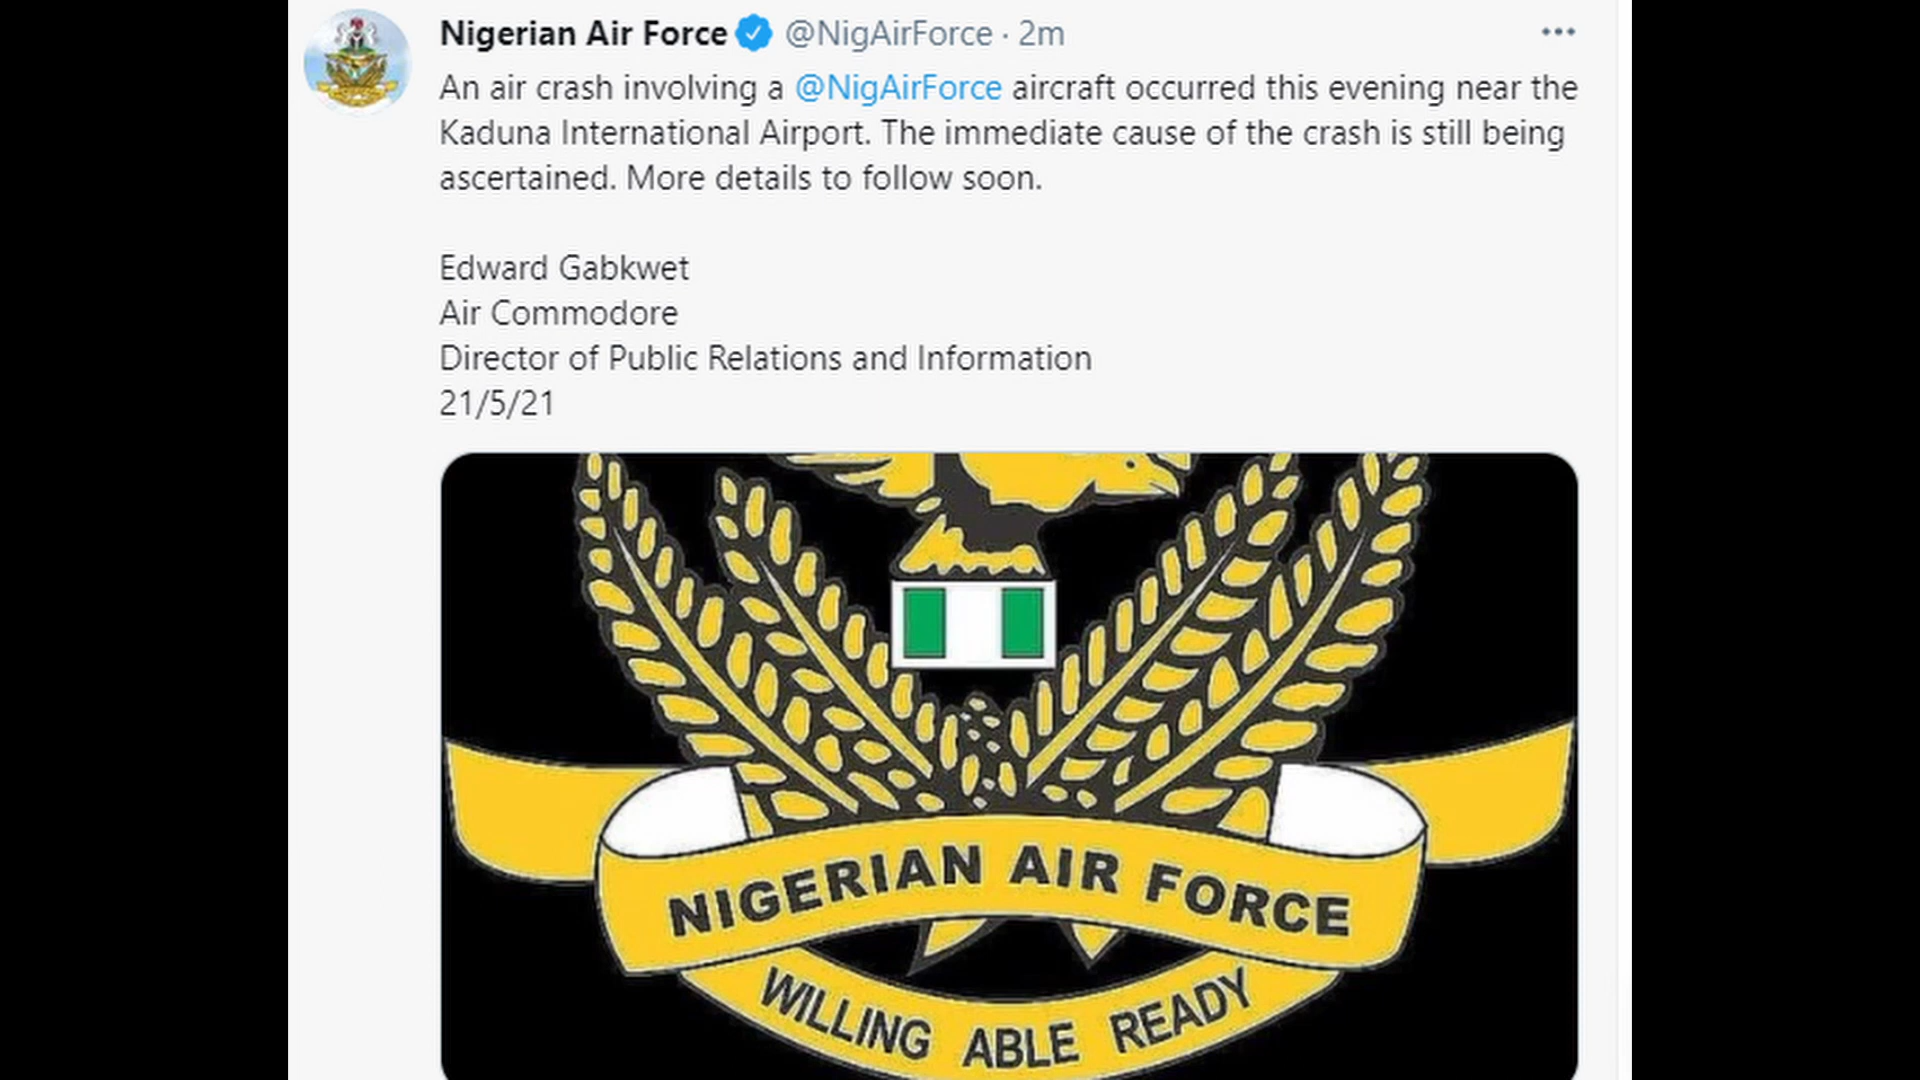 Nigerian Air Force @NigAirForce · 2m
An air crash involving a @NigAirForce aircraft occurred this evening near the
Kaduna International Airport. The immediate cause of the crash is still being
ascertained. More details to follow soon.
Edward Gabkwet
Air Commodore
Director of Public Relations and Information
21/5/21
NIGERIAN AIR FORCE
WILLING ABLE READY